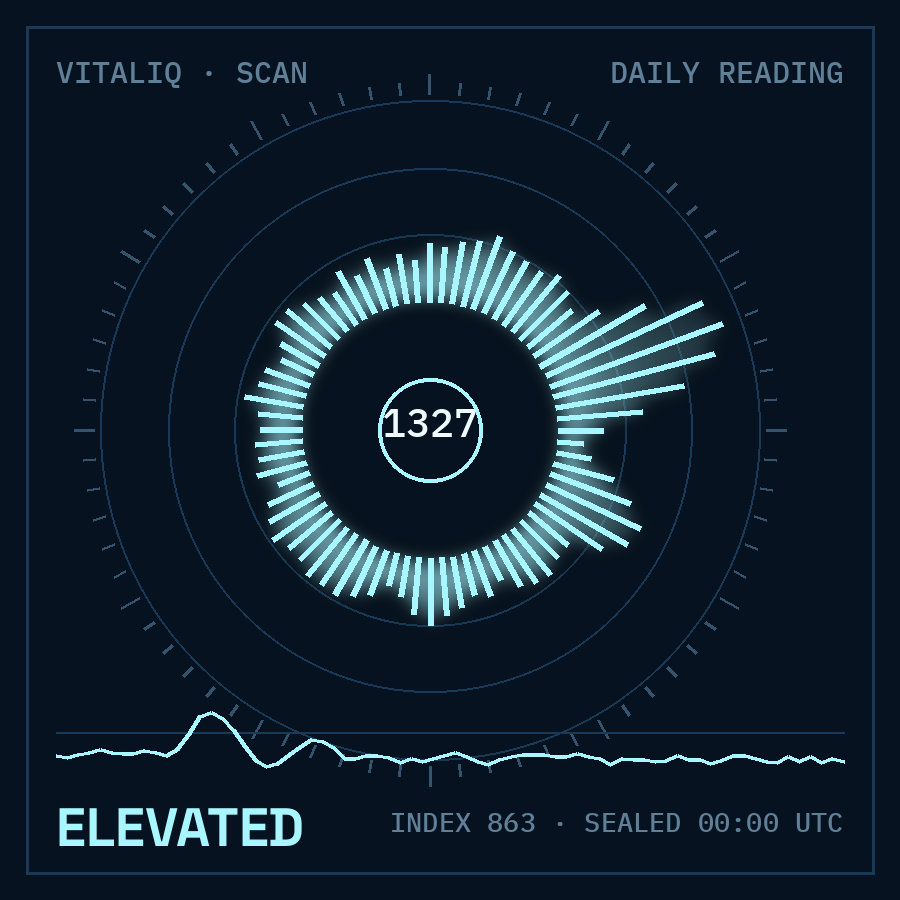 VITALIQ · SCAN
DAILY READING
1327
ELEVATED
INDEX 863 · SEALED 00:00 UTC